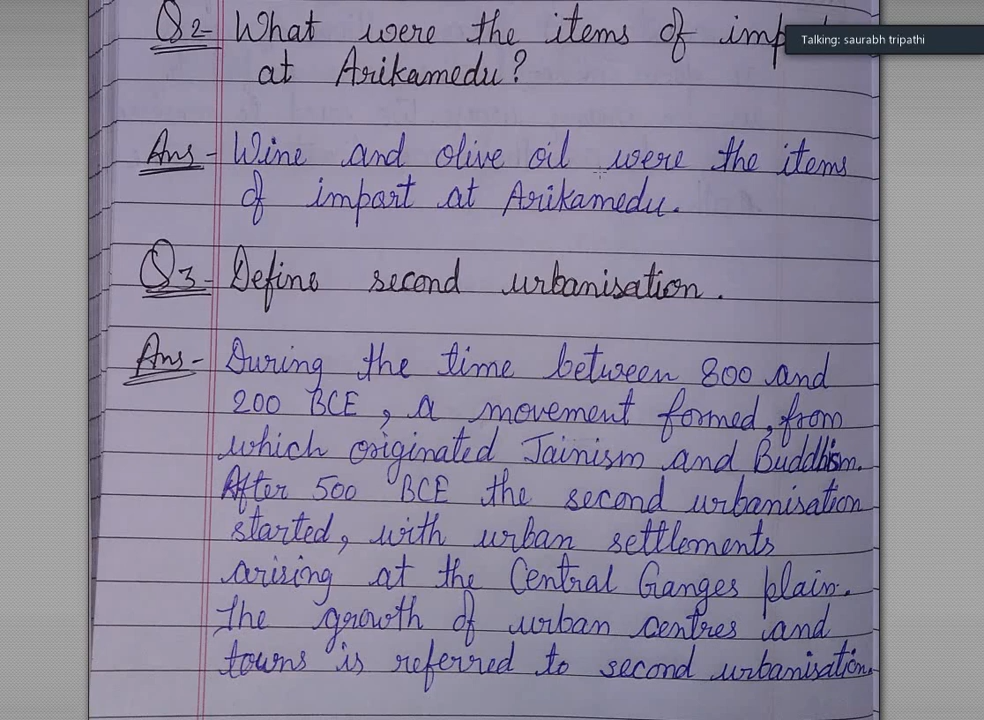 Q2- What were the items of imp
Talking: saurabh tripathi
at Arikamedu?
Ans- Wine and olive oil were the items
of import at Arikamedu.
Q3- Define second urbanisation.
Ans- During the time between 800 and
200 BCE, a movement formed, from
which originated Jainism and Buddhism.
After 500 BCE the second urbanisation
started, with urban settlements
arising at the Central Ganges plain.
the growth of urban centres and
towns is referred to second urbanisation.